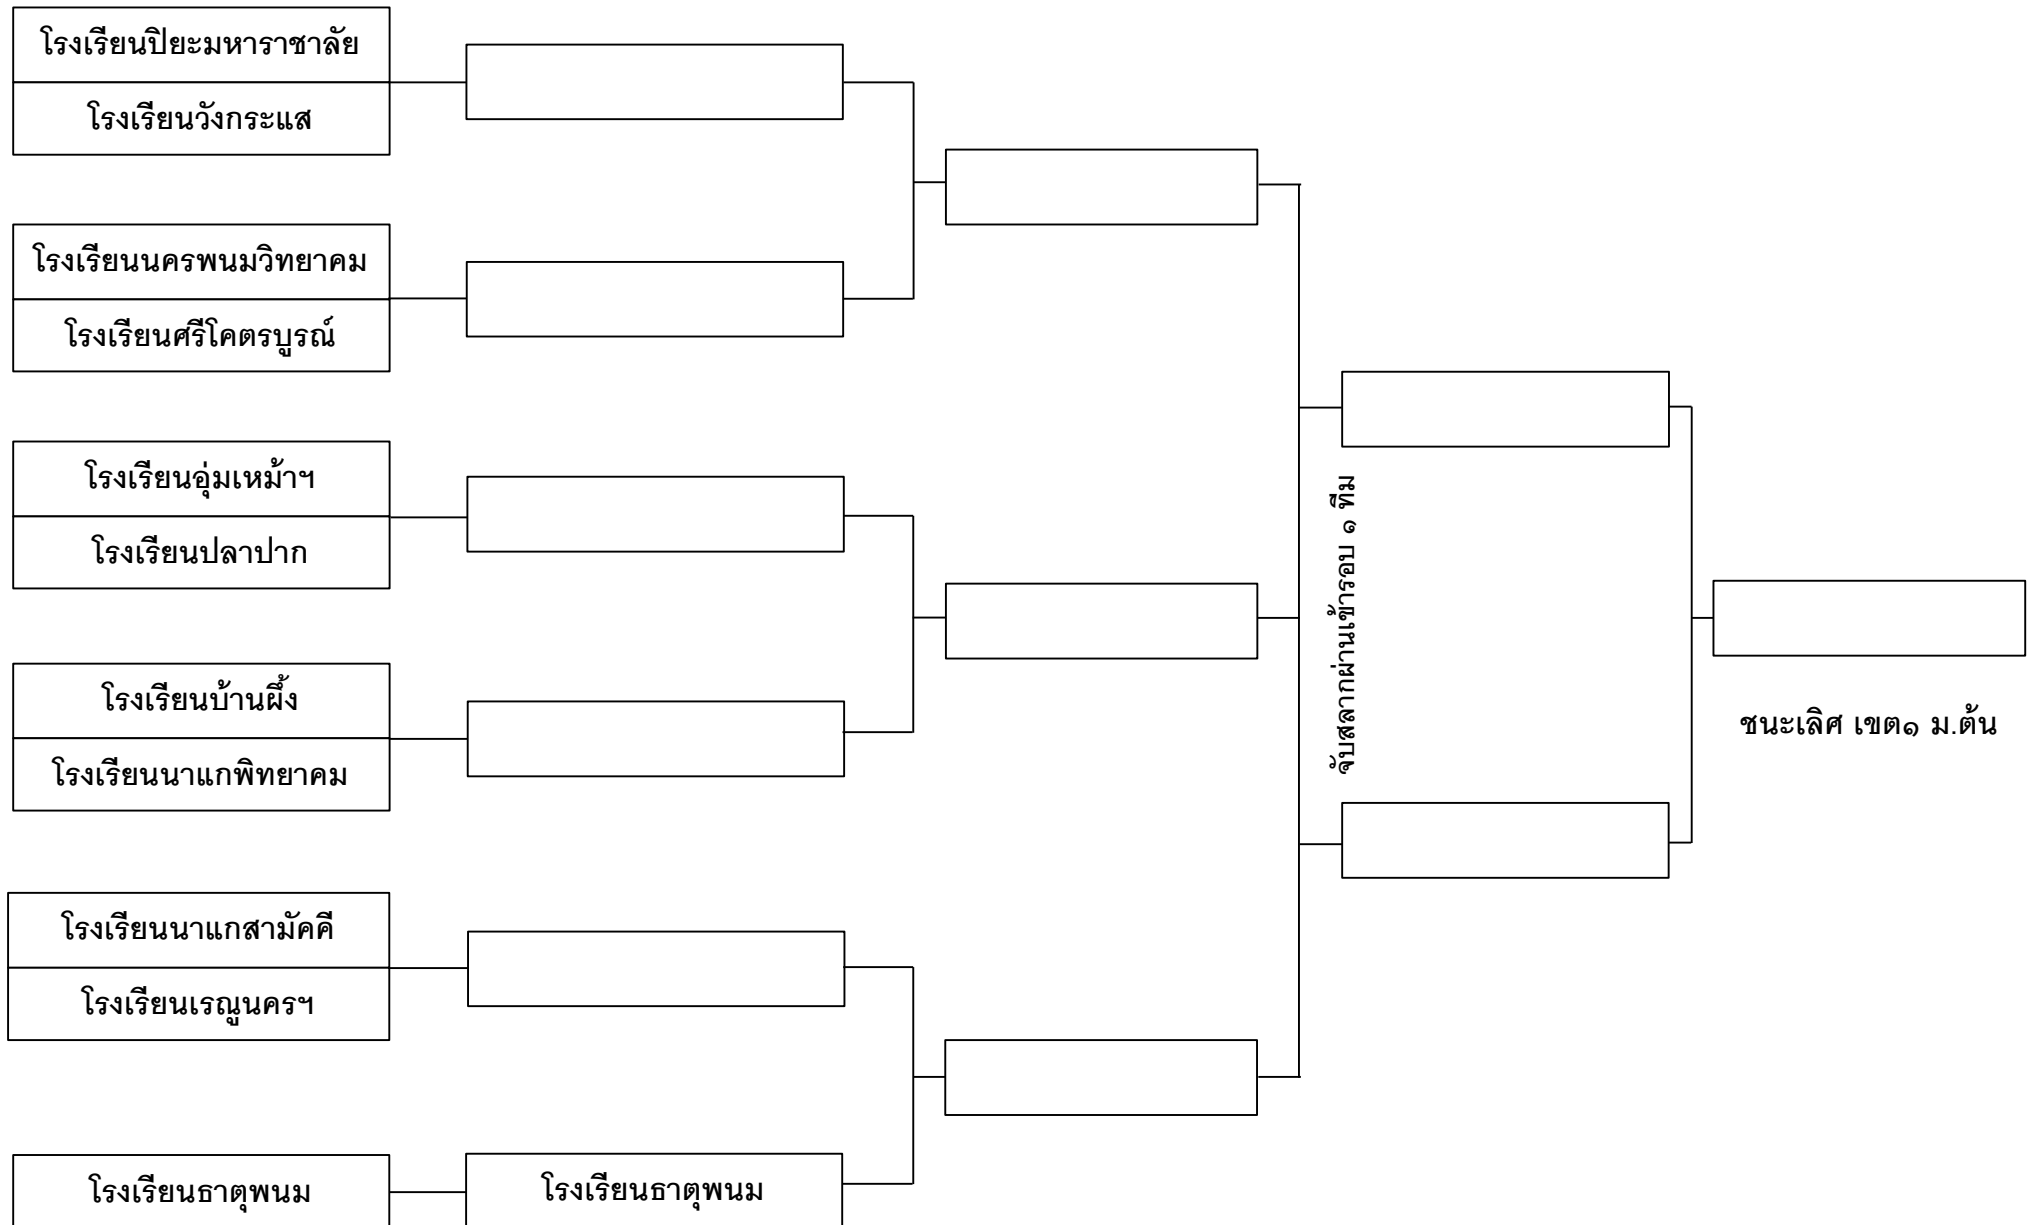 โรงเรียนปิยะมหาราชาลัย
โรงเรียนวังกระแส
โรงเรียนนครพนมวิทยาคม
โรงเรียนศรีโคตรบูรณ์
โรงเรียนอุ่มเหม้าฯ
โรงเรียนปลาปาก
โรงเรียนบ้านผึ้ง
โรงเรียนนาแกพิทยาคม
โรงเรียนนาแกสามัคคี
โรงเรียนเรณูนครฯ
โรงเรียนธาตุพนม
โรงเรียนธาตุพนม
จับสลากผ่านเข้ารอบ ๑ ทีม
ชนะเลิศ เขต๑ ม.ต้น